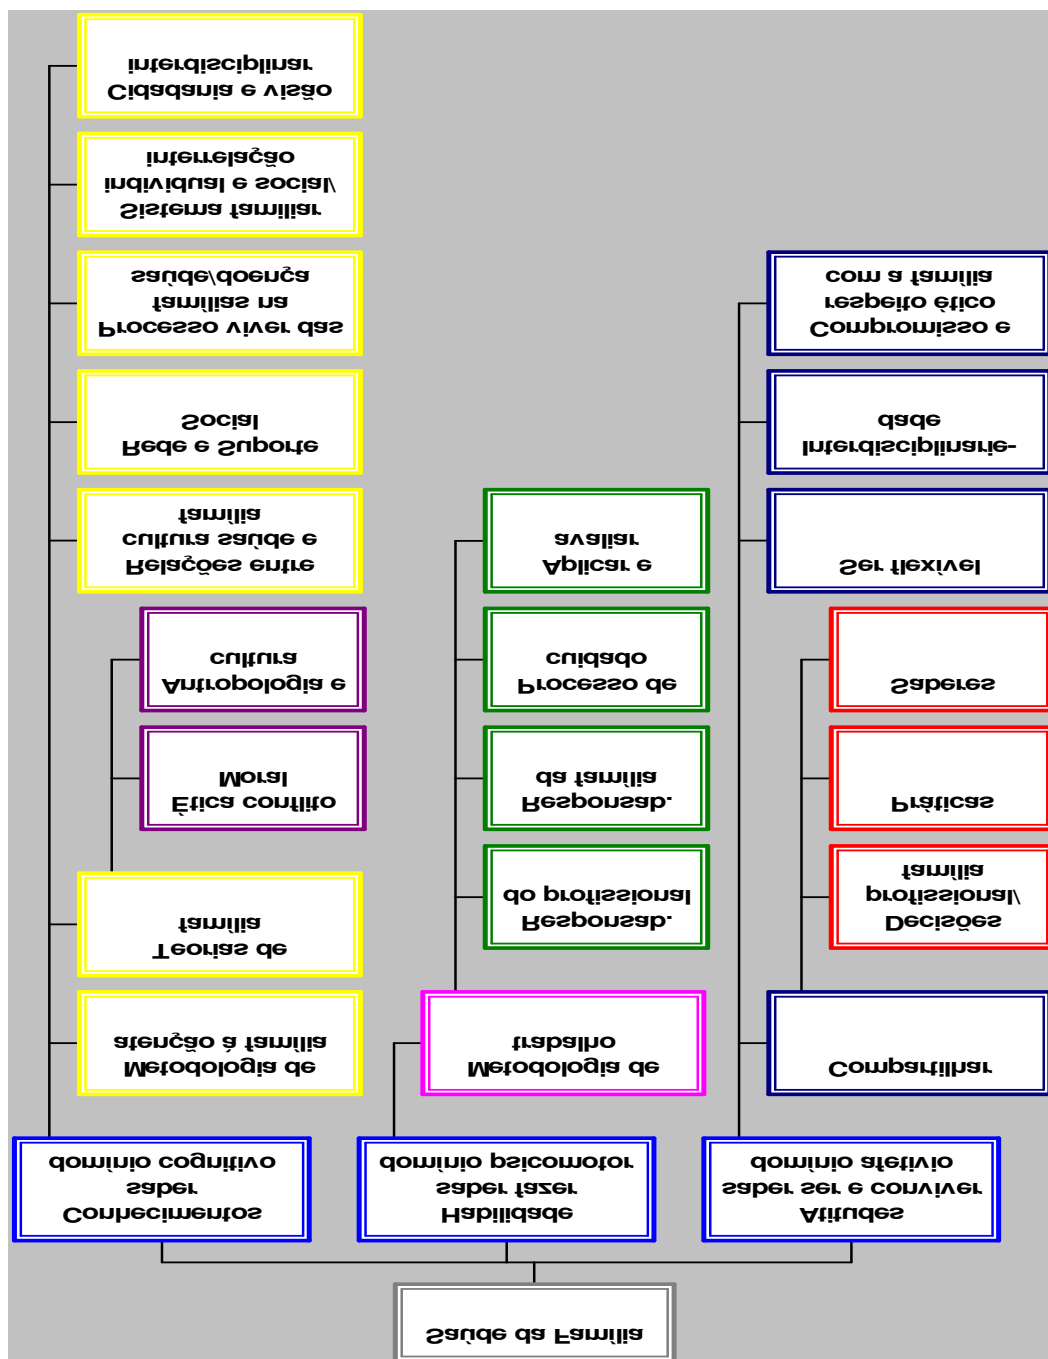 Saúde da Família
Conhecimentos
saber
domínio cognitivo
Habilidade
saber fazer
domínio psicomotor
Atitudes
saber ser e conviver
domínio afetivio
Metodologia de
atenção à família
Teorias de
família
Ética conflito
Moral
Antropologia e
cultura
Relações entre
cultura saúde e
família
Rede e Suporte
Social
Processo viver das
famílias na
saúde/doença
Sistema familiar
individual e social/
interrelação
Cidadania e visão
interdisciplinar
Metodologia de
trabalho
Responsab.
do profissional
Responsab.
da família
Processo de
cuidado
Aplicar e
avaliar
Compartilhar
Decisões
profissional/
família
Práticas
Saberes
Ser flexível
Interdisciplinarie-
dade
Compromisso e
respeito ético
com a família